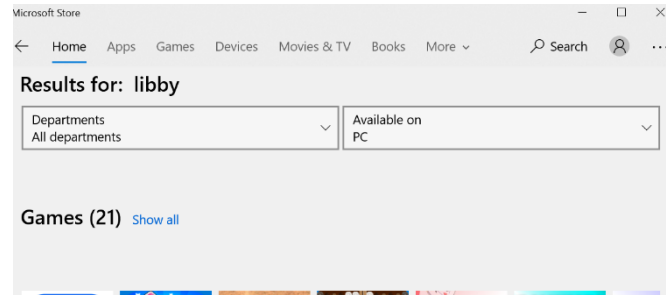 Microsoft Store
Home Apps Games Devices Movies & TV Books More Search
Results for: libby
Departments
All departments
Available on
PC
Games (21) Show all